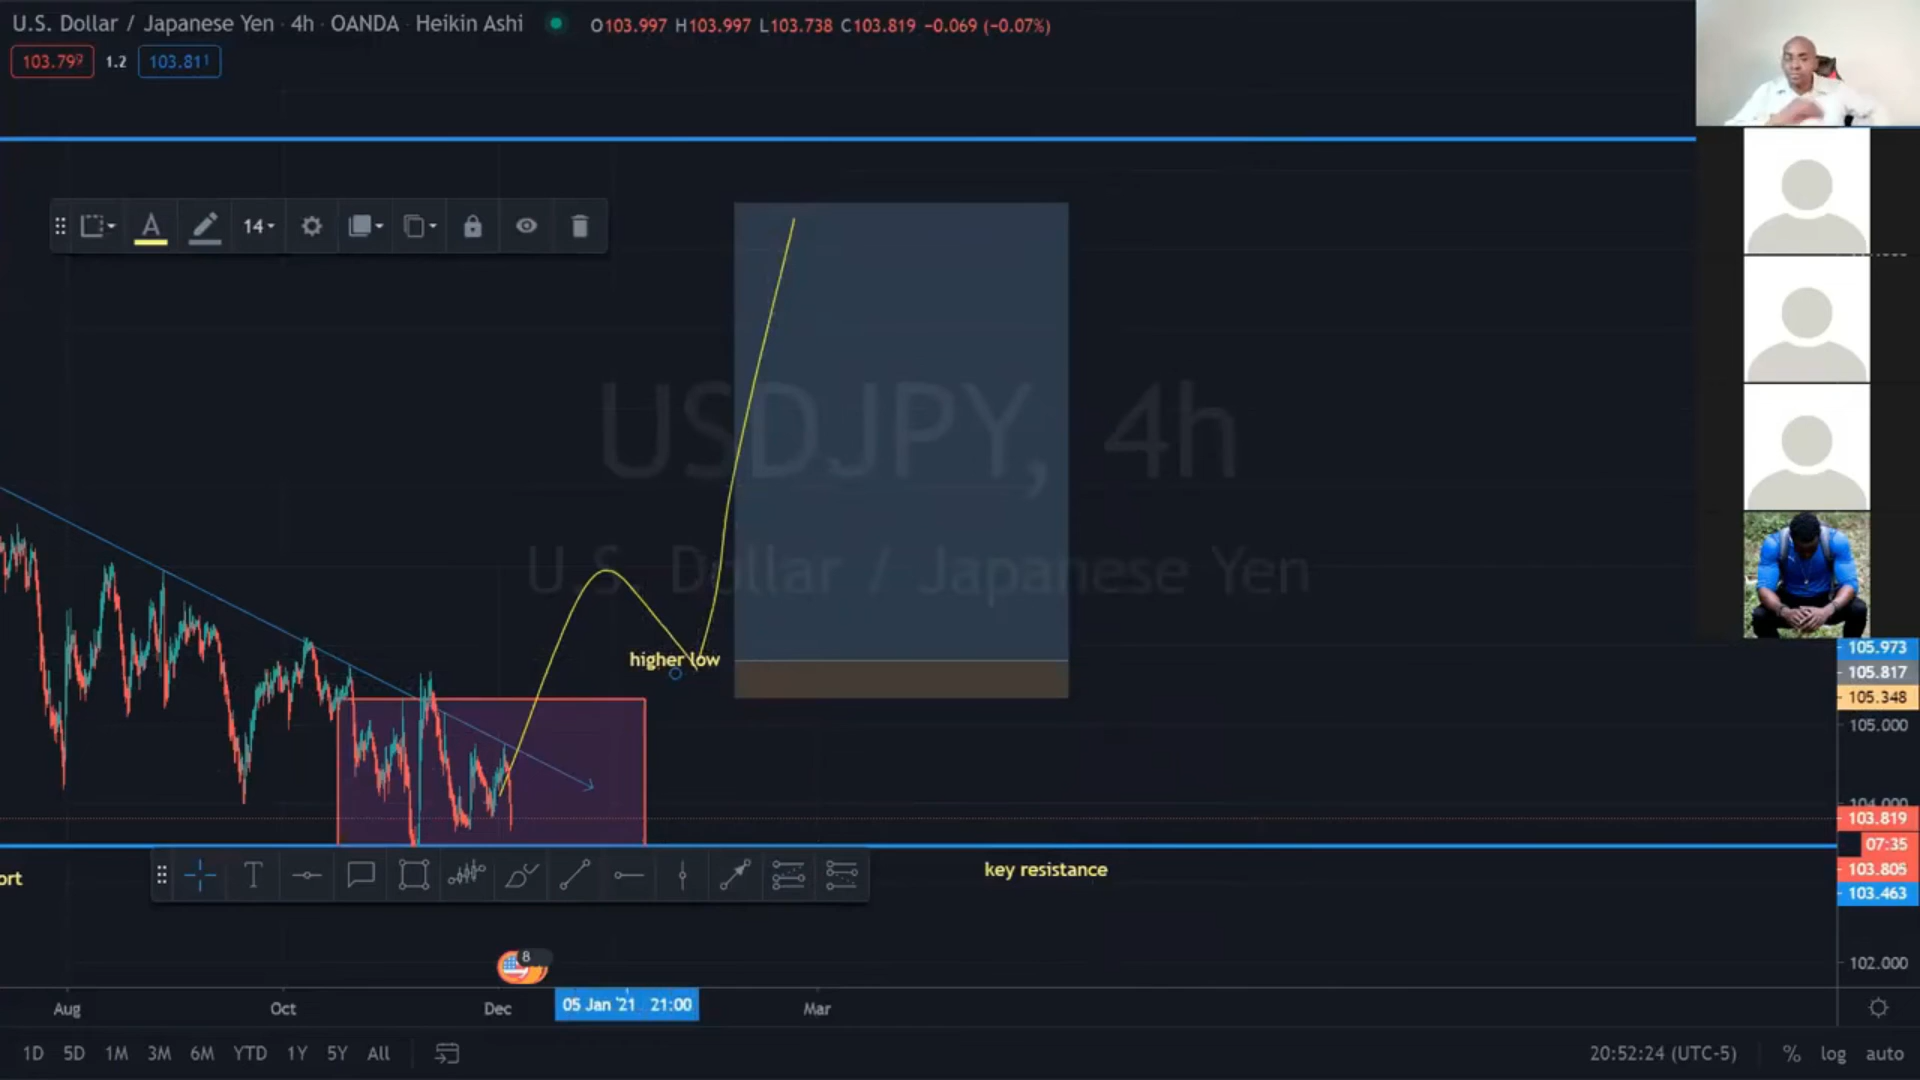 U.S. Dollar / Japanese Yen · 4h · OANDA · Heikin Ashi O103.997 H103.997 L103.738 C103.819 −0.069 (−0.07%)
103.799 1.2 103.811
14
USDJPY, 4h
U.S. Dollar / Japanese Yen
higher low
105.973
105.817
105.348
105.000
104.000
103.819
07:35
103.805
103.463
ort
key resistance
T
8
102.000
Aug Oct Dec 05 Jan '21 21:00 Mar
1D 5D 1M 3M 6M YTD 1Y 5Y All 20:52:24 (UTC-5) % log auto